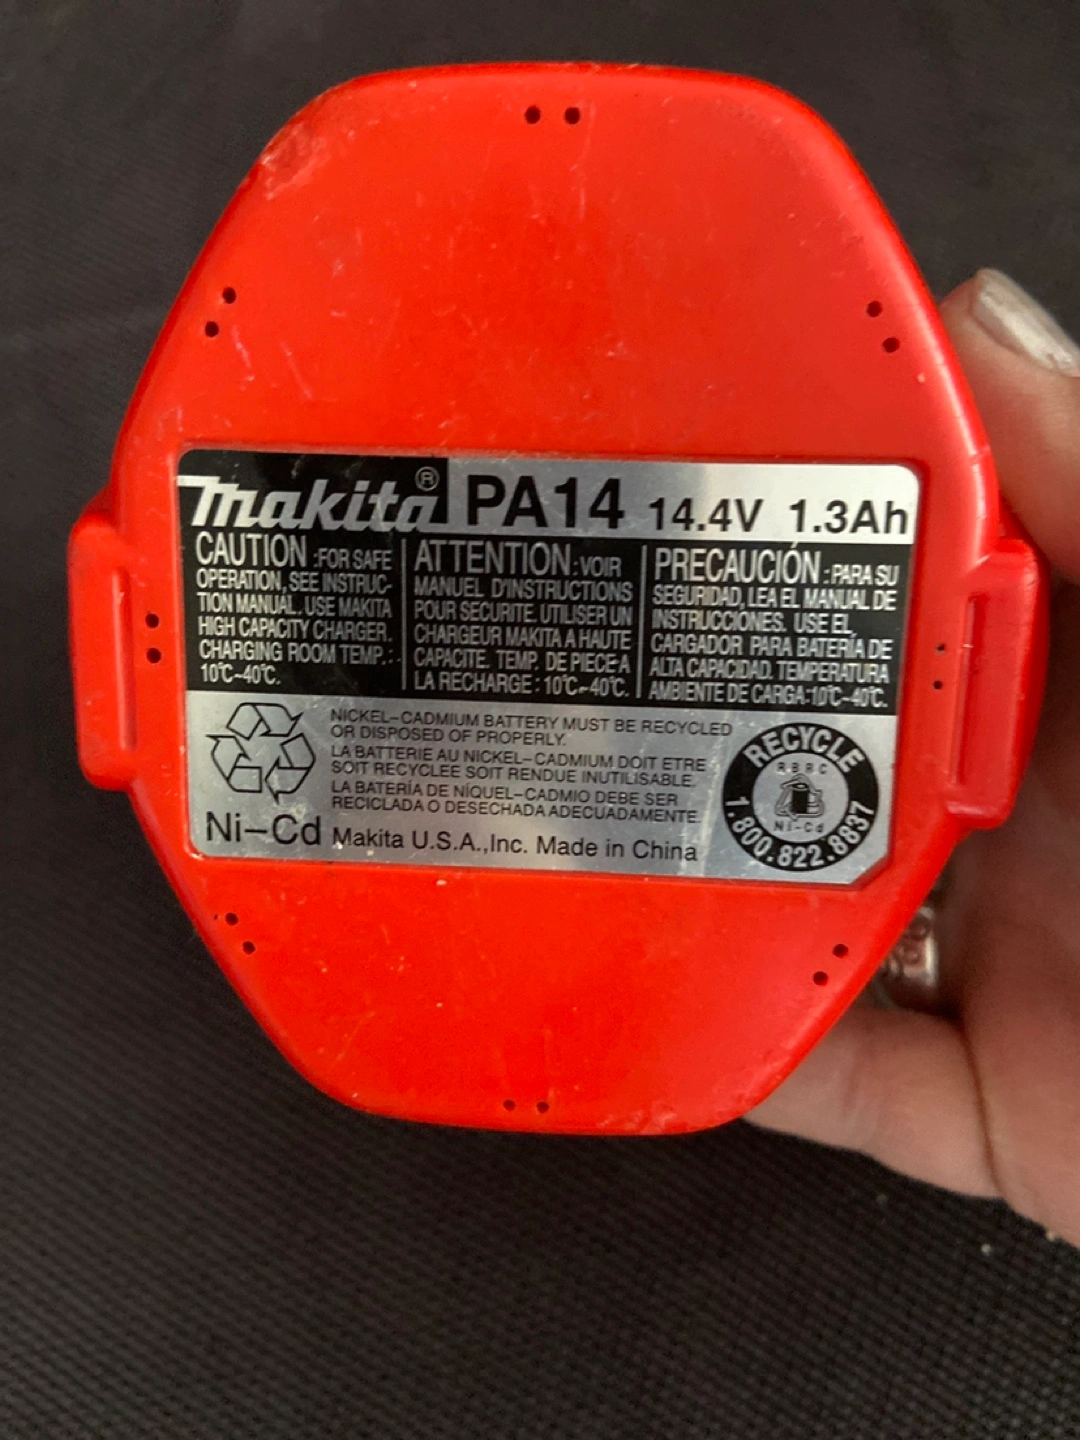 makita® PA14 14.4V 1.3Ah
CAUTION :FOR SAFE
OPERATION, SEE INSTRUC-
TION MANUAL. USE MAKITA
HIGH CAPACITY CHARGER.
CHARGING ROOM TEMP.:
10℃~40℃.
ATTENTION :VOIR
MANUEL D'INSTRUCTIONS
POUR SECURITE. UTILISER UN
CHARGEUR MAKITA A HAUTE
CAPACITE. TEMP. DE PIECE A
LA RECHARGE : 10℃~40℃.
PRECAUCIÓN :PARA SU
SEGURIDAD, LEA EL MANUAL DE
INSTRUCCIONES. USE EL
CARGADOR PARA BATERÍA DE
ALTA CAPACIDAD. TEMPERATURA
AMBIENTE DE CARGA:10℃~40℃.
NICKEL-CADMIUM BATTERY MUST BE RECYCLED
OR DISPOSED OF PROPERLY.
LA BATTERIE AU NICKEL-CADMIUM DOIT ETRE
SOIT RECYCLEE SOIT RENDUE INUTILISABLE.
LA BATERÍA DE NÍQUEL-CADMIO DEBE SER
RECICLADA O DESECHADA ADECUADAMENTE.
Ni-Cd Makita U.S.A.,Inc. Made in China
RECYCLE
RBRC
Ni-Cd
1.800.822.8837